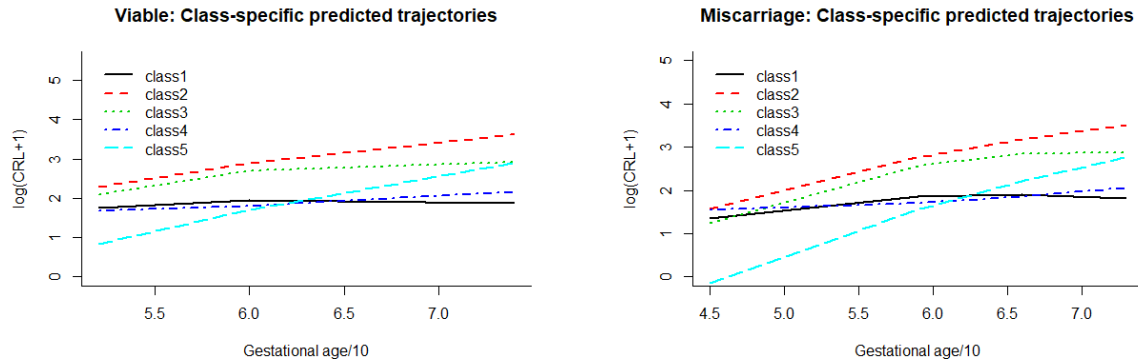 Viable: Class-specific predicted trajectories
log(CRL+1)
5
4
3
2
1
0
class1
class2
class3
class4
class5
5.5 6.0 6.5 7.0
Gestational age/10
Miscarriage: Class-specific predicted trajectories
log(CRL+1)
5
4
3
2
1
0
class1
class2
class3
class4
class5
4.5 5.0 5.5 6.0 6.5 7.0
Gestational age/10